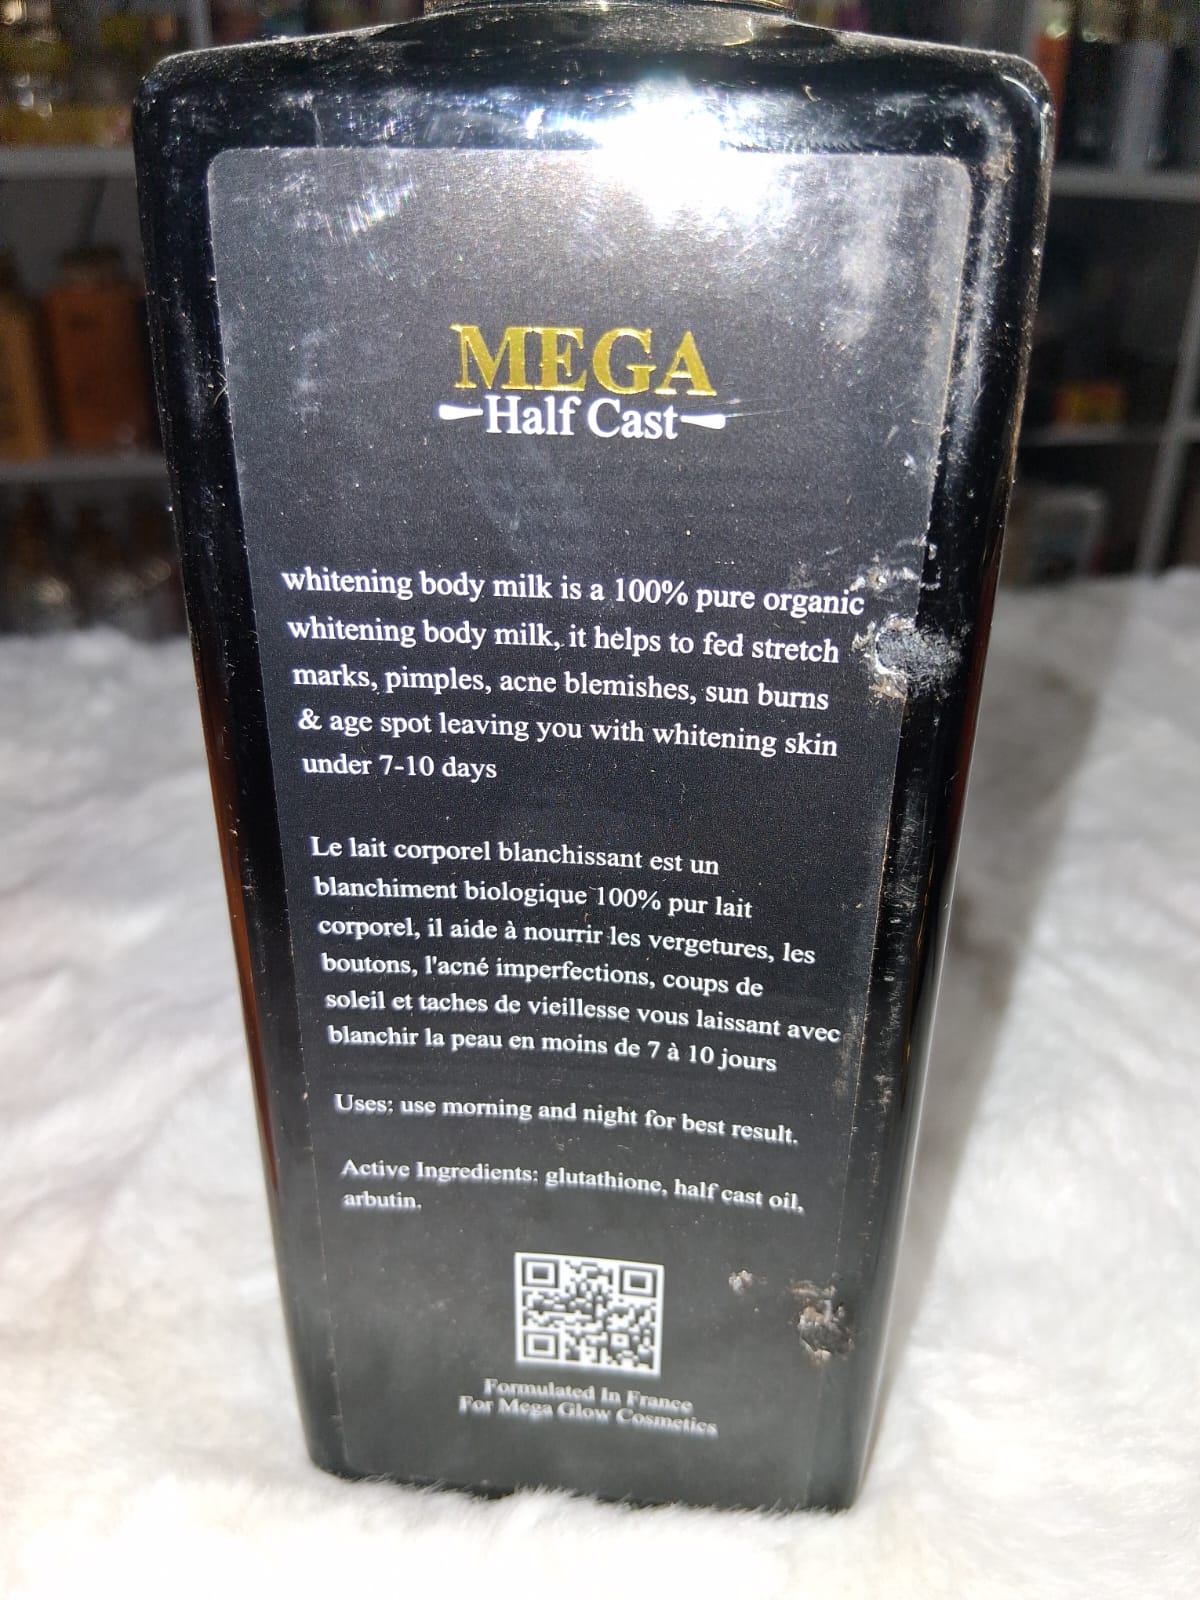 MEGA
Half Cast
whitening body milk is a 100% pure organic
whitening body milk, it helps to fed stretch
marks, pimples, acne blemishes, sun burns
& age spot leaving you with whitening skin
under 7-10 days
Le lait corporel blanchissant est un
blanchiment biologique 100% pur lait
corporel, il aide à nourrir les vergetures, les
boutons, l'acné imperfections, coups de
soleil et taches de vieillesse vous laissant avec
blanchir la peau en moins de 7 à 10 jours
Uses; use morning and night for best result.
Active Ingredients: glutathione, half cast oil,
arbutin.
Formulated In France
For Mega Glow Cosmetics